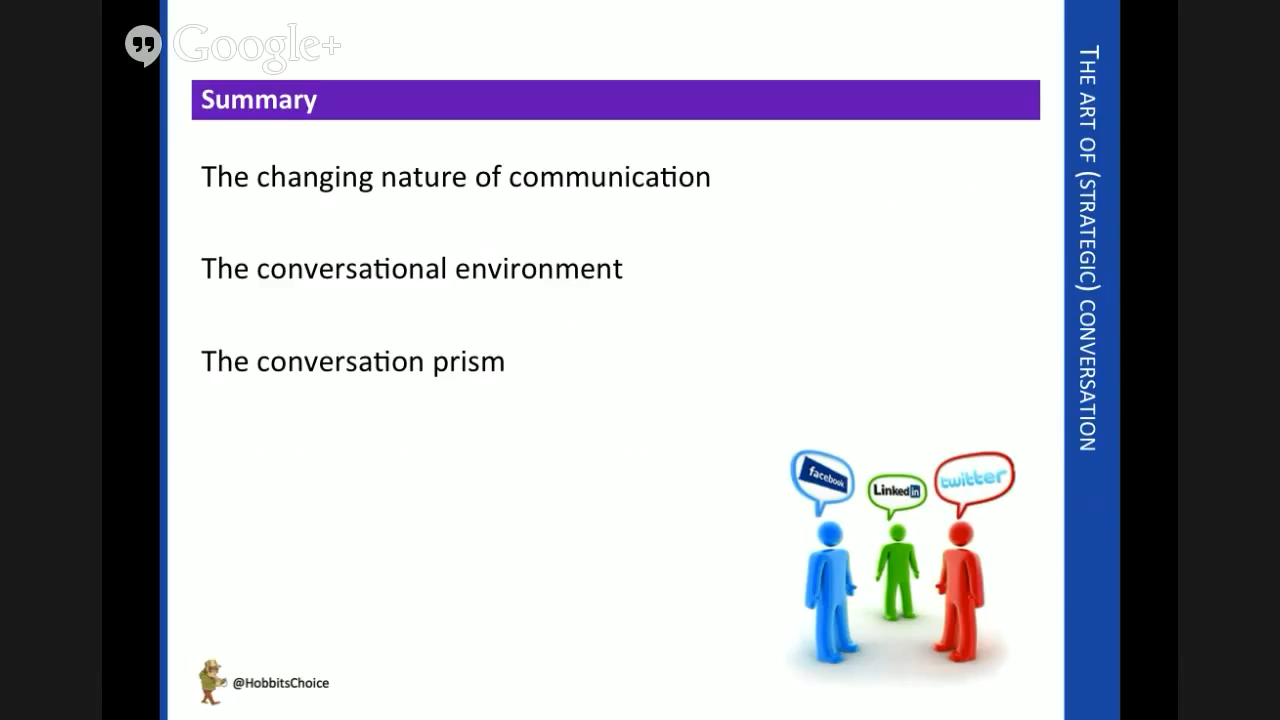 Google+
Summary
The changing nature of communication
The conversational environment
The conversation prism
facebook
Linkedin
twitter
@HobbitsChoice
THE ART OF (STRATEGIC) CONVERSATION